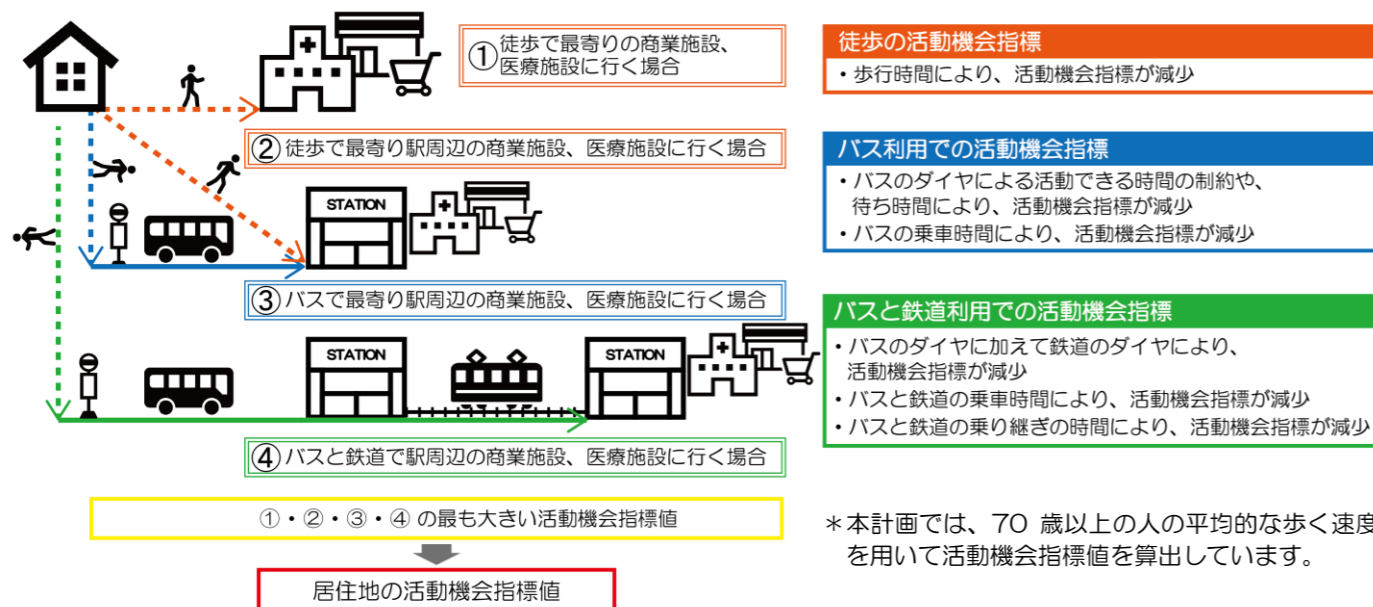 ①徒歩で最寄りの商業施設、
医療施設に行く場合
②徒歩で最寄り駅周辺の商業施設、医療施設に行く場合
STATION
③バスで最寄り駅周辺の商業施設、医療施設に行く場合
STATION
STATION
④バスと鉄道で駅周辺の商業施設、医療施設に行く場合
①・②・③・④ の最も大きい活動機会指標値
居住地の活動機会指標値
徒歩の活動機会指標
・歩行時間により、活動機会指標が減少
バス利用での活動機会指標
・バスのダイヤによる活動できる時間の制約や、
待ち時間により、活動機会指標が減少
・バスの乗車時間により、活動機会指標が減少
バスと鉄道利用での活動機会指標
・バスのダイヤに加えて鉄道のダイヤにより、
活動機会指標が減少
・バスと鉄道の乗車時間により、活動機会指標が減少
・バスと鉄道の乗り継ぎの時間により、活動機会指標が減少
＊本計画では、70 歳以上の人の平均的な歩く速度
を用いて活動機会指標値を算出しています。